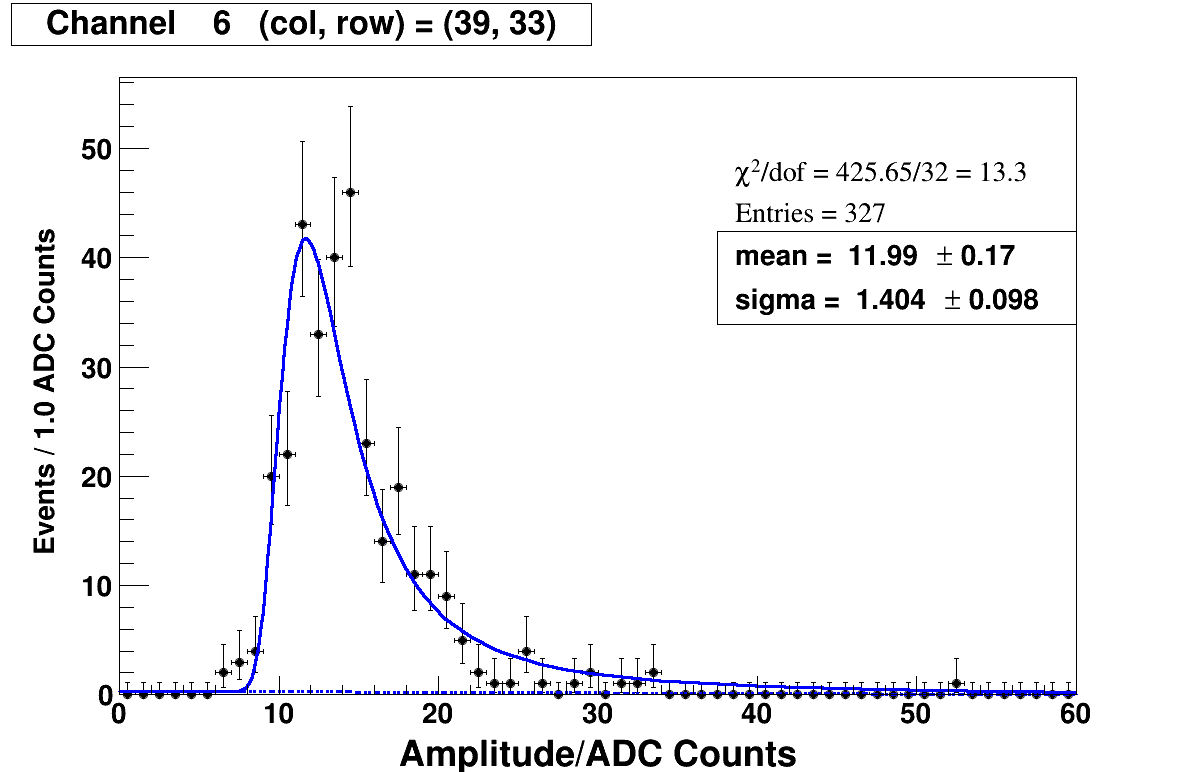 Channel 6 (col, row) = (39, 33)
χ²/dof = 425.65/32 = 13.3
Entries = 327
mean = 11.99 ± 0.17
sigma = 1.404 ± 0.098
Events / 1.0 ADC Counts
50
40
30
20
10
0
0 10 20 30 40 50 60
Amplitude/ADC Counts